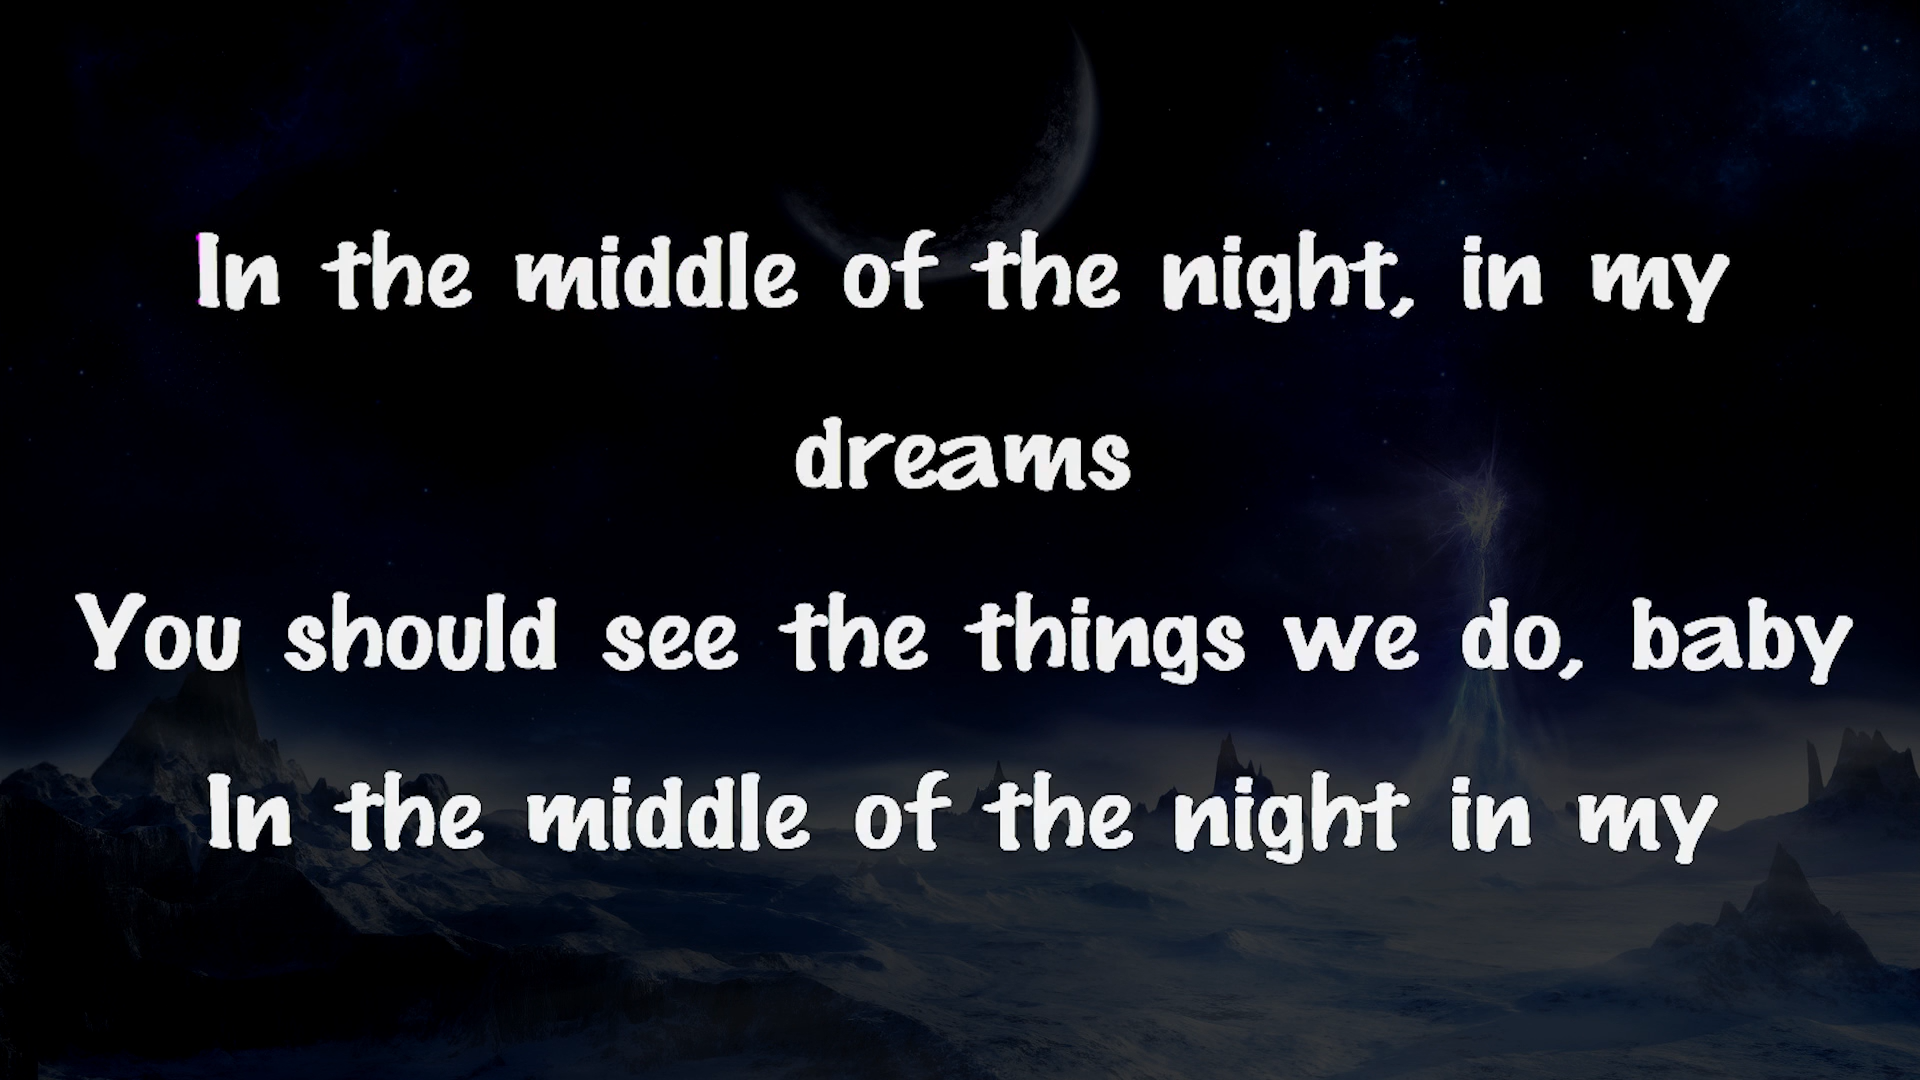 In the middle of the night, in my
dreams
You should see the things we do, baby
In the middle of the night in my